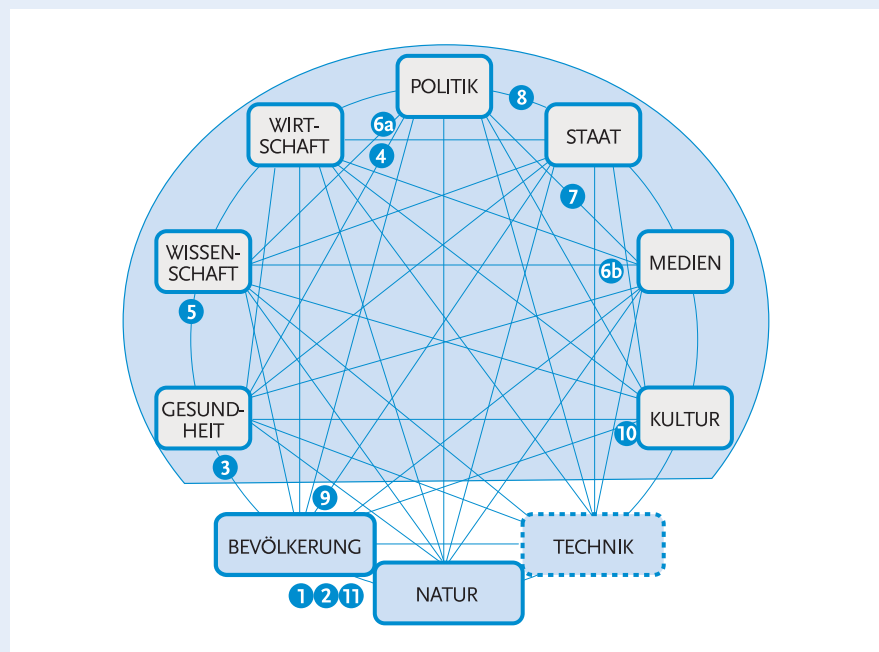 POLITIK
8
WIRT-
SCHAFT
6a
STAAT
4
7
WISSEN-
SCHAFT
MEDIEN
6b
5
GESUND-
HEIT
KULTUR
10
3
9
BEVÖLKERUNG
TECHNIK
1 2 11
NATUR